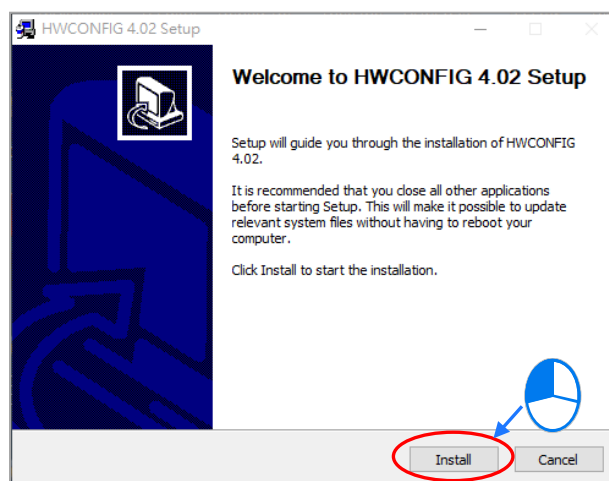 HWCONFIG 4.02 Setup
Welcome to HWCONFIG 4.02 Setup
Setup will guide you through the installation of HWCONFIG
4.02.
It is recommended that you close all other applications
before starting Setup. This will make it possible to update
relevant system files without having to reboot your
computer.
Click Install to start the installation.
Install
Cancel